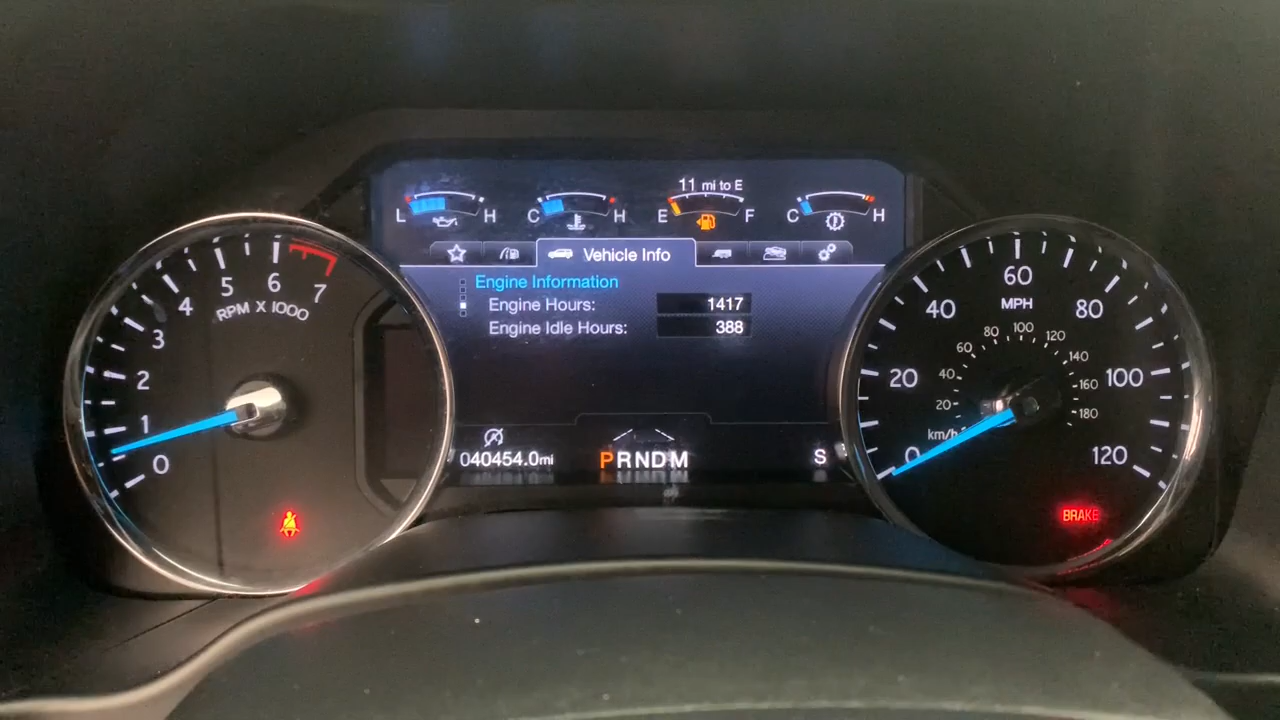 11 mi to E
L H C H E F C H
Vehicle Info
Engine Information
Engine Hours: 1417
Engine Idle Hours: 388
040454.0mi
PRNDM
S
0 1 2 3 4 5 6 7
RPM X 1000
0 20 40 60 80 100 120
MPH
20 40 60 80 100 120 140 160 180
km/h
BRAKE